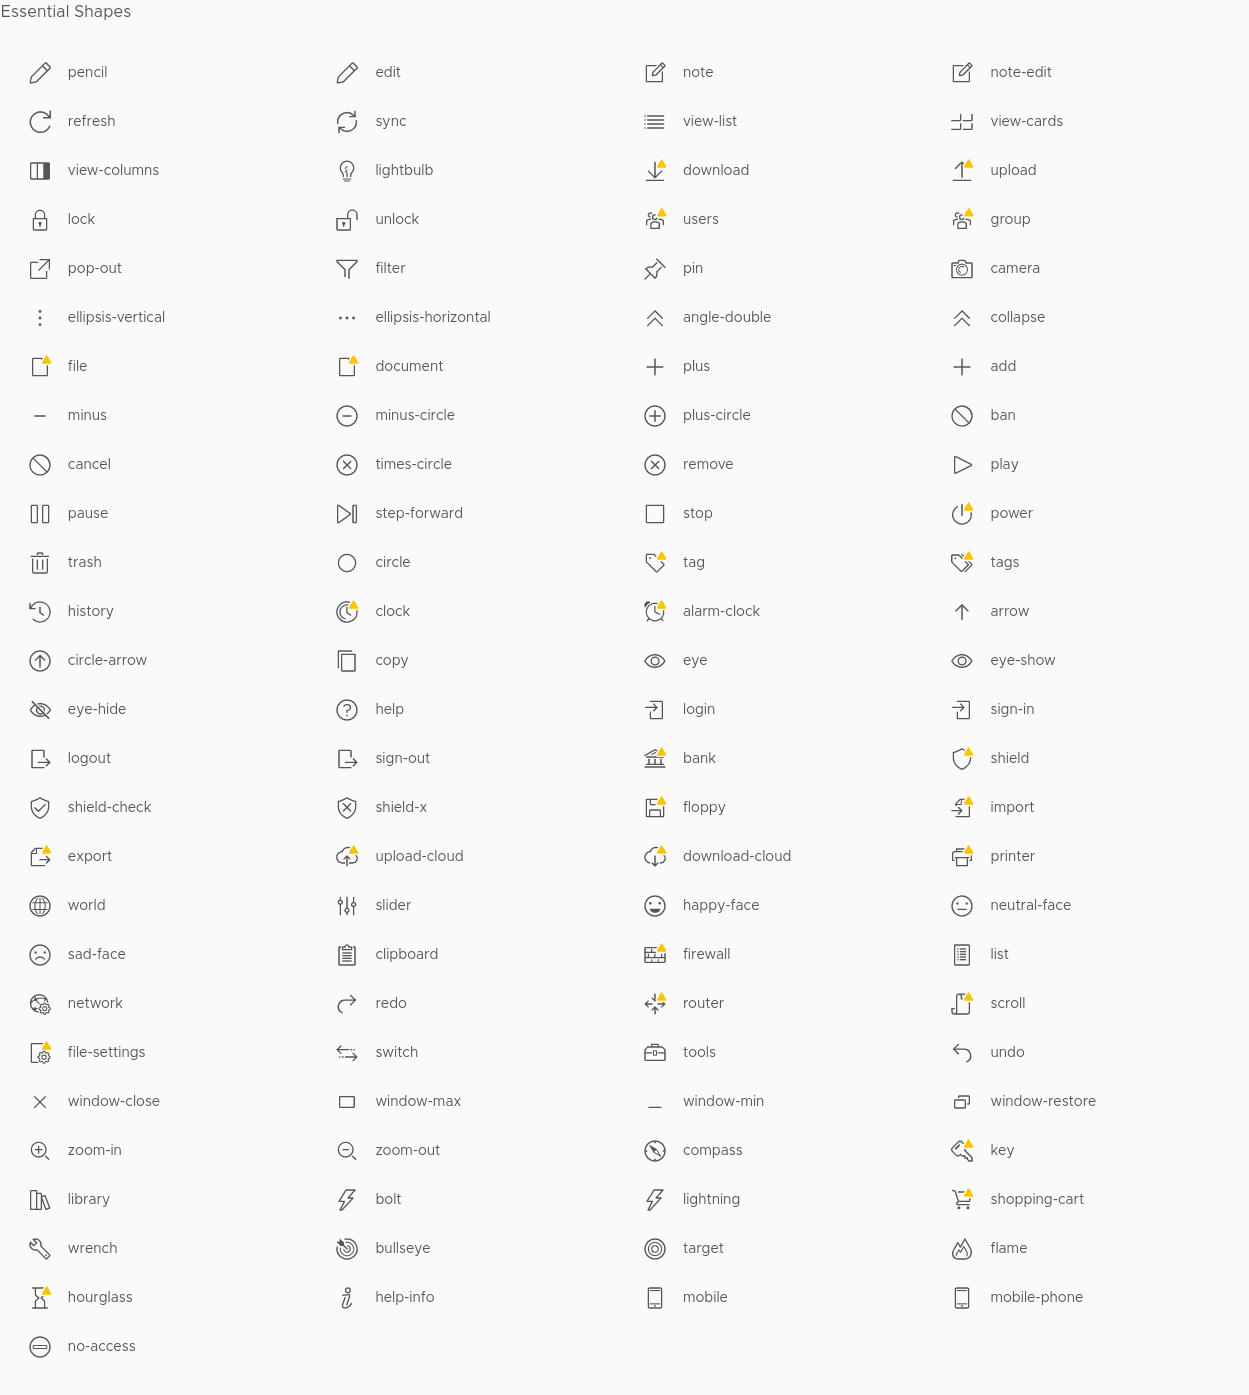 Essential Shapes
pencil edit note note-edit
refresh sync view-list view-cards
view-columns lightbulb download upload
lock unlock users group
pop-out filter pin camera
ellipsis-vertical ellipsis-horizontal angle-double collapse
file document plus add
minus minus-circle plus-circle ban
cancel times-circle remove play
pause step-forward stop power
trash circle tag tags
history clock alarm-clock arrow
circle-arrow copy eye eye-show
eye-hide help login sign-in
logout sign-out bank shield
shield-check shield-x floppy import
export upload-cloud download-cloud printer
world slider happy-face neutral-face
sad-face clipboard firewall list
network redo router scroll
file-settings switch tools undo
window-close window-max window-min window-restore
zoom-in zoom-out compass key
library bolt lightning shopping-cart
wrench bullseye target flame
hourglass help-info mobile mobile-phone
no-access